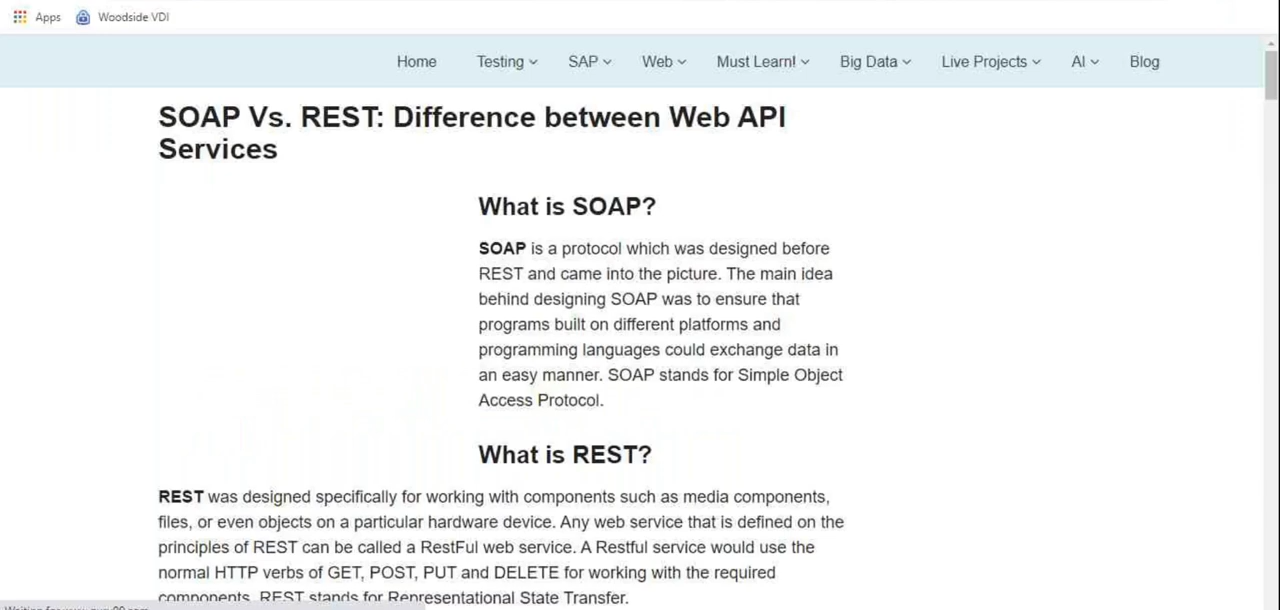 Apps Woodside VDI
Home Testing SAP Web Must Learn! Big Data Live Projects AI Blog
SOAP Vs. REST: Difference between Web API
Services
What is SOAP?
SOAP is a protocol which was designed before
REST and came into the picture. The main idea
behind designing SOAP was to ensure that
programs built on different platforms and
programming languages could exchange data in
an easy manner. SOAP stands for Simple Object
Access Protocol.
What is REST?
REST was designed specifically for working with components such as media components,
files, or even objects on a particular hardware device. Any web service that is defined on the
principles of REST can be called a RestFul web service. A Restful service would use the
normal HTTP verbs of GET, POST, PUT and DELETE for working with the required
components. REST stands for Representational State Transfer.